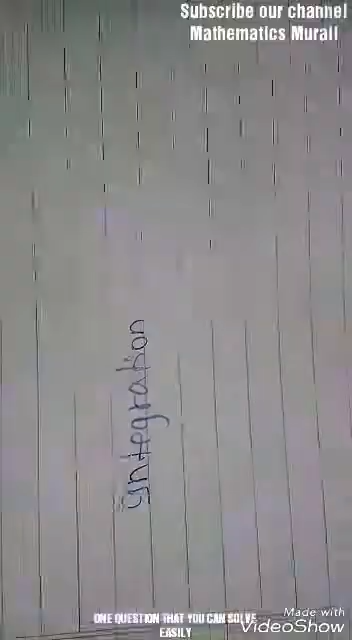 Subscribe our channel
Mathematics Murali
Integration
ONE QUESTION THAT YOU CAN SOLVE
EASILY
Made with
VideoShow